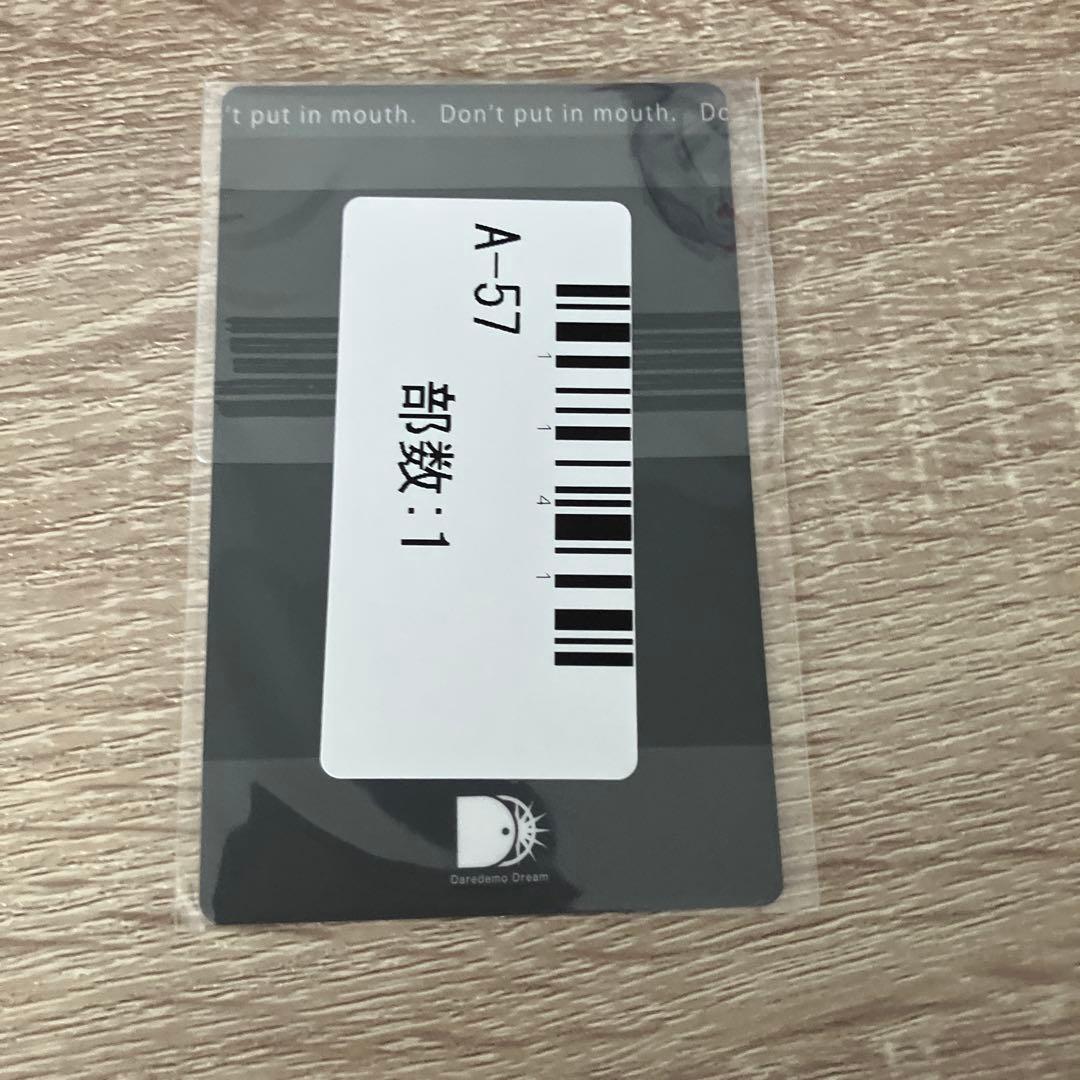 't put in mouth.   Don't put in mouth.   Do
A-57
部数:1
1 1 4 1
Daredemo Dream